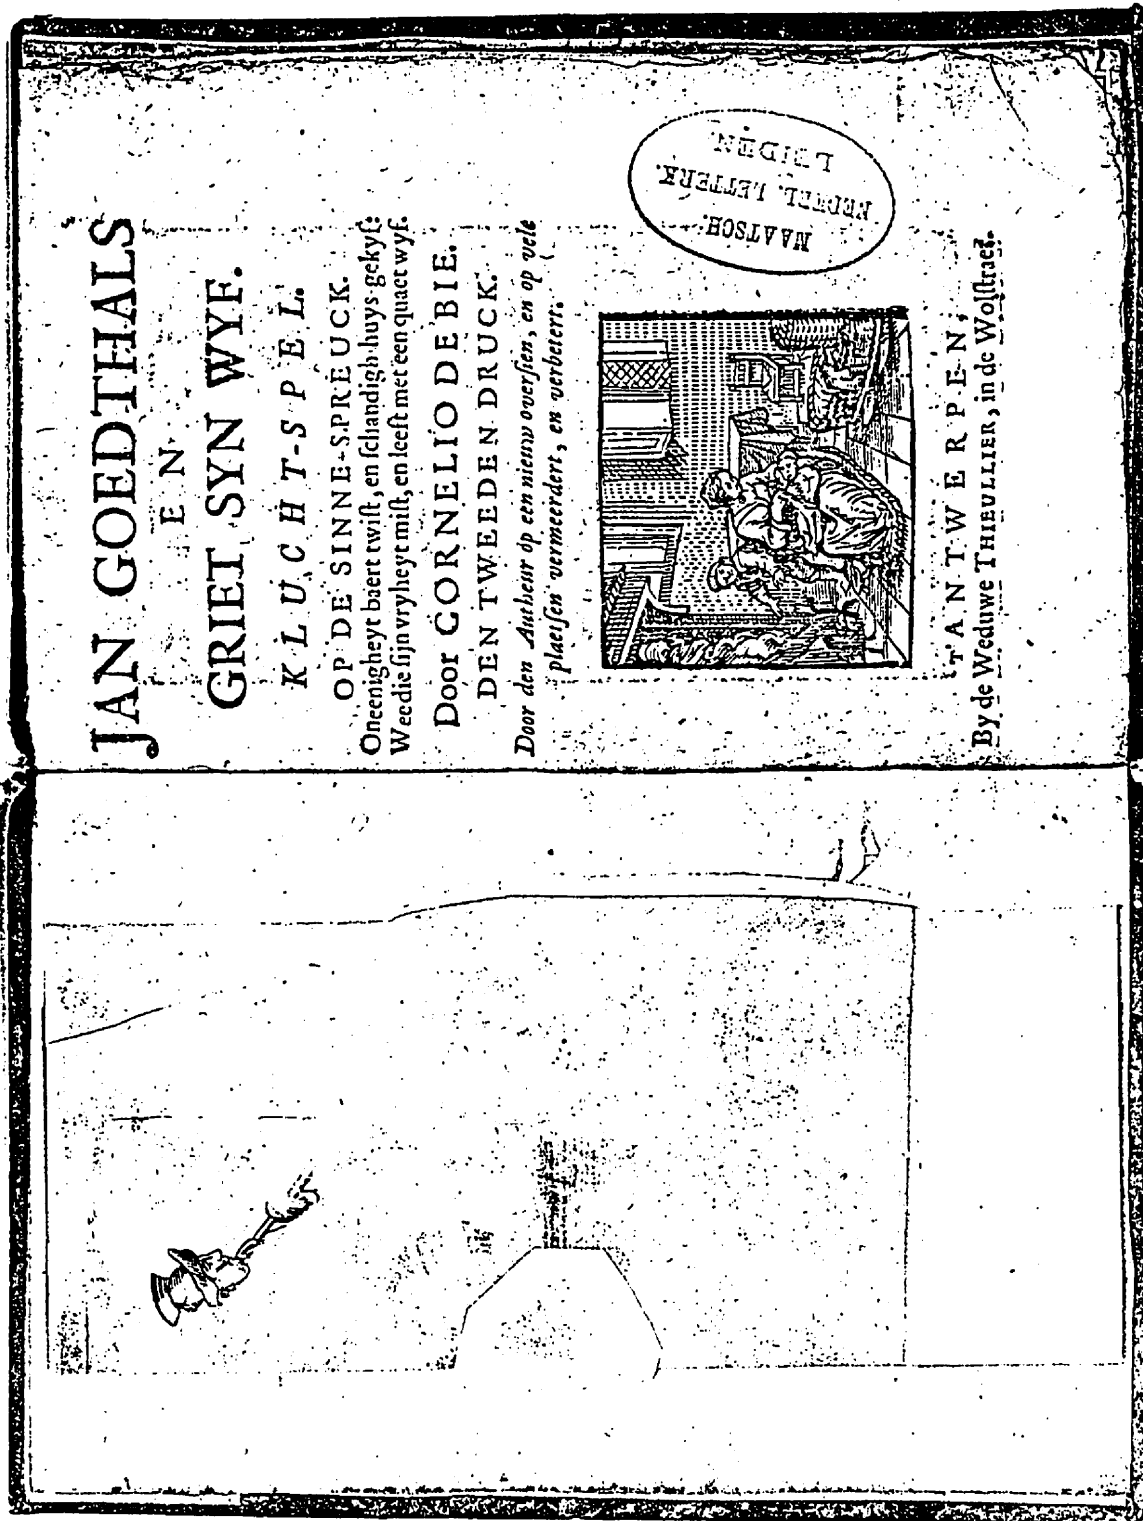 JAN GOEDTHALS
EN
GRIET SYN WYF.
KLUCHT-SPEL.
OP DE SINNE-SPREUCK.
Oneenigheyt baert twiſt, en ſchandigh huys-gekyf:
Wee die ſijn vryheyt miſt, en leeft met een quaet wyf.
Door CORNELIO DE BIE.
DEN TWEEDEN DRUCK.
Door den Autheur op een nieuw overſien, en op vele
plaetſen vermeerdert, en verbetert.
MAATSCH.
NEDERL. LETTERK.
LEIDEN.
T'ANTWERPEN,
By de Weduwe THIEULLIER, in de Wolſtraet.